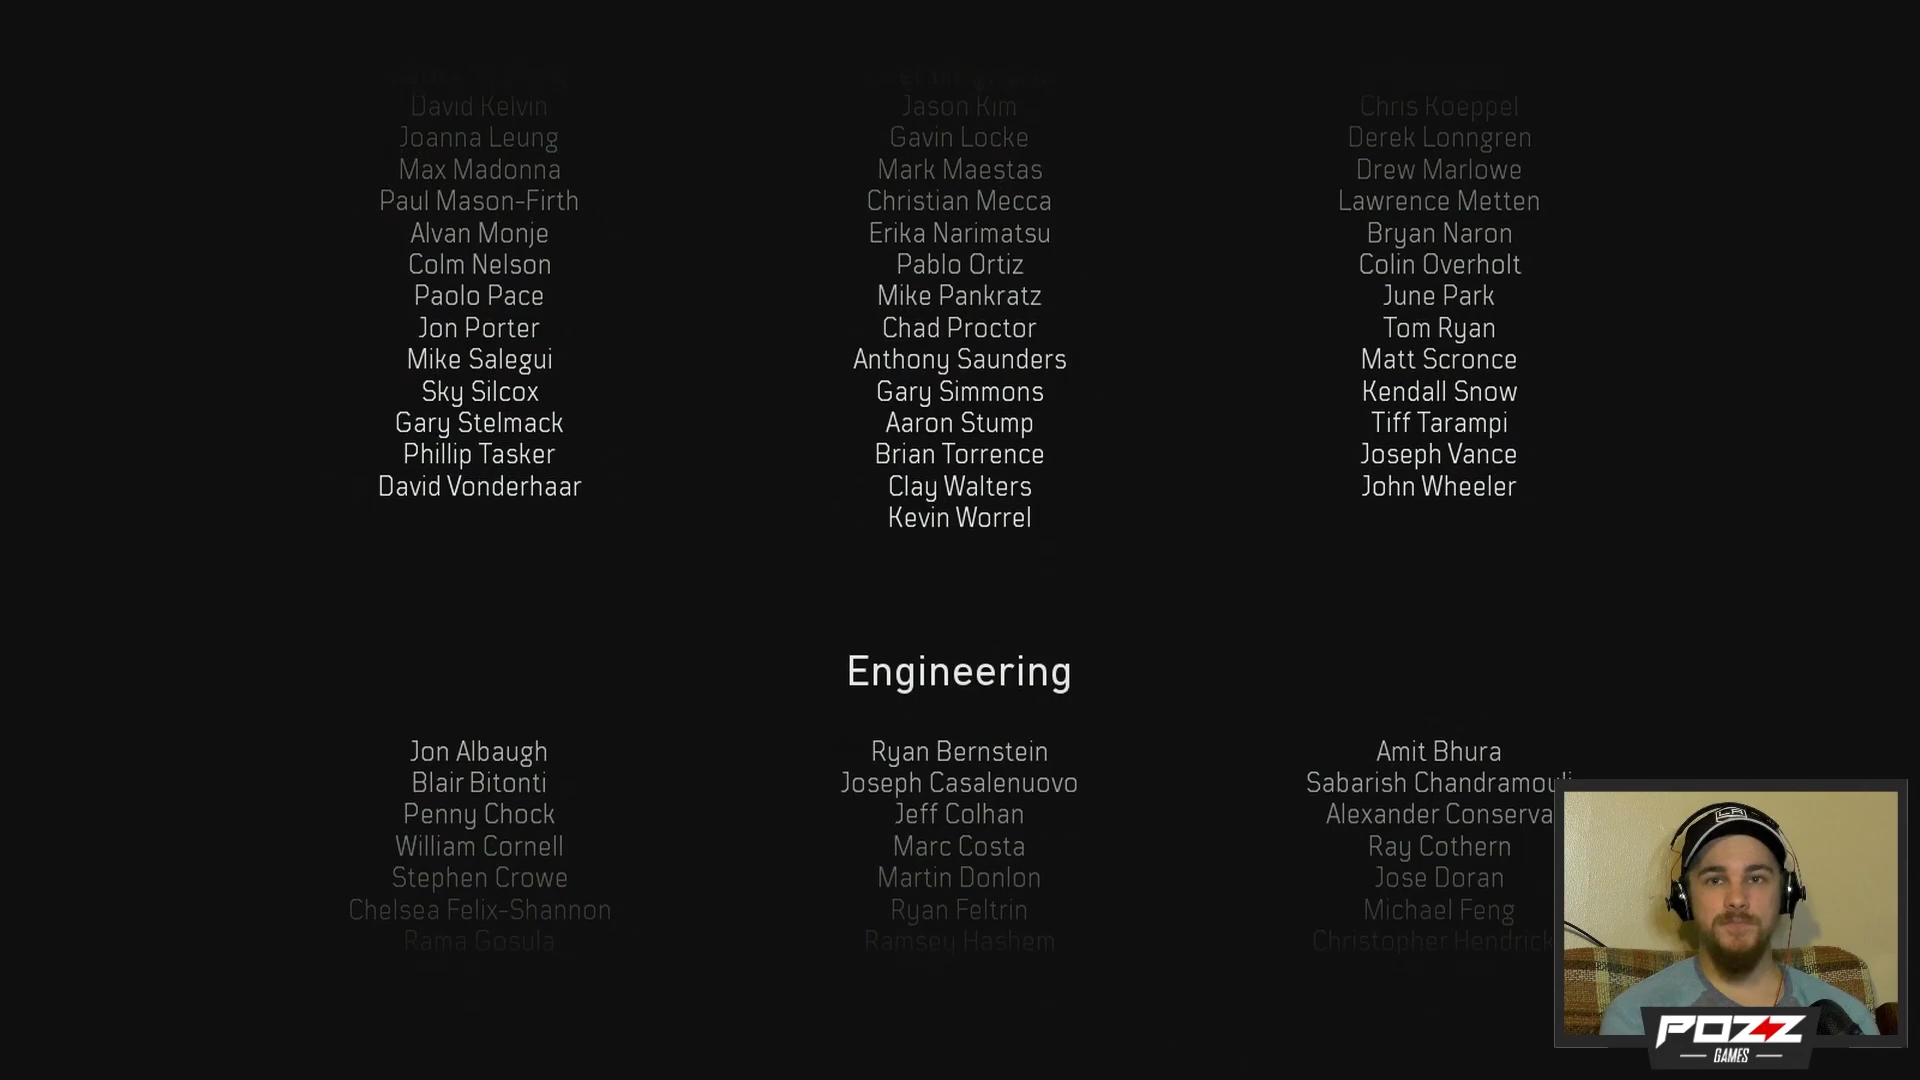 David Kelvin Jason Kim Chris Koeppel
Joanna Leung Gavin Locke Derek Lonngren
Max Madonna Mark Maestas Drew Marlowe
Paul Mason-Firth Christian Mecca Lawrence Metten
Alvan Monje Erika Narimatsu Bryan Naron
Colm Nelson Pablo Ortiz Colin Overholt
Paolo Pace Mike Pankratz June Park
Jon Porter Chad Proctor Tom Ryan
Mike Salegui Anthony Saunders Matt Scronce
Sky Silcox Gary Simmons Kendall Snow
Gary Stelmack Aaron Stump Tiff Tarampi
Phillip Tasker Brian Torrence Joseph Vance
David Vonderhaar Clay Walters John Wheeler
Kevin Worrel
Engineering
Jon Albaugh Ryan Bernstein Amit Bhura
Blair Bitonti Joseph Casalenuovo Sabarish
Penny Chock Jeff Colhan Alexander
William Cornell Marc Costa Ray Cothern
Stephen Crowe Martin Donlon Jose Doran
Chelsea Felix-Shannon Ryan Feltrin Michael Feng
Rama Gosula Ramsey Hashem Christopher
POZZ
GAMES